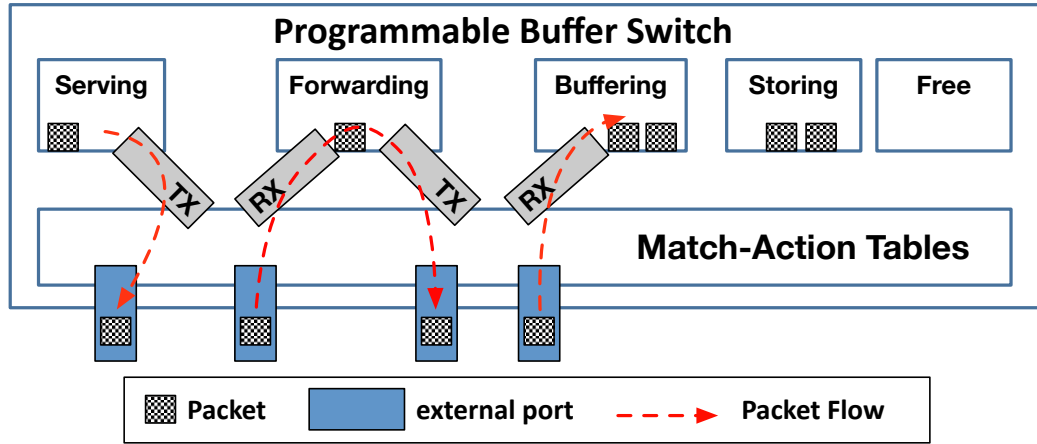 Programmable Buffer Switch
Serving
Forwarding
Buffering
Storing
Free
TX
RX
TX
RX
Match-Action Tables
Packet
external port
Packet Flow